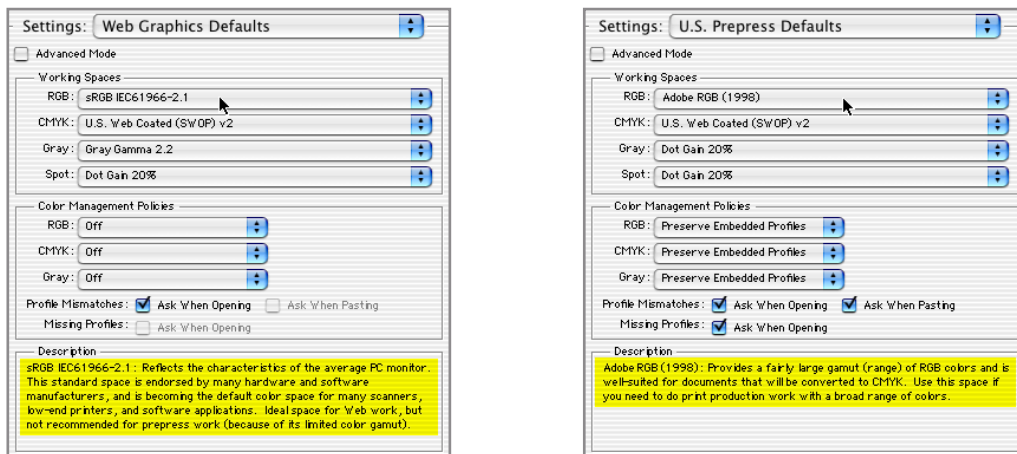 Settings: Web Graphics Defaults
Advanced Mode
Working Spaces
RGB: sRGB IEC61966-2.1
CMYK: U.S. Web Coated (SWOP) v2
Gray: Gray Gamma 2.2
Spot: Dot Gain 20%
Color Management Policies
RGB: Off
CMYK: Off
Gray: Off
Profile Mismatches: Ask When Opening Ask When Pasting
Missing Profiles: Ask When Opening
Description
sRGB IEC61966-2.1: Reflects the characteristics of the average PC monitor.
This standard space is endorsed by many hardware and software
manufacturers, and is becoming the default color space for many scanners,
low-end printers, and software applications. Ideal space for Web work, but
not recommended for prepress work (because of its limited color gamut).
Settings: U.S. Prepress Defaults
Advanced Mode
Working Spaces
RGB: Adobe RGB (1998)
CMYK: U.S. Web Coated (SWOP) v2
Gray: Dot Gain 20%
Spot: Dot Gain 20%
Color Management Policies
RGB: Preserve Embedded Profiles
CMYK: Preserve Embedded Profiles
Gray: Preserve Embedded Profiles
Profile Mismatches: Ask When Opening Ask When Pasting
Missing Profiles: Ask When Opening
Description
Adobe RGB (1998): Provides a fairly large gamut (range) of RGB colors and is
well-suited for documents that will be converted to CMYK. Use this space if
you need to do print production work with a broad range of colors.